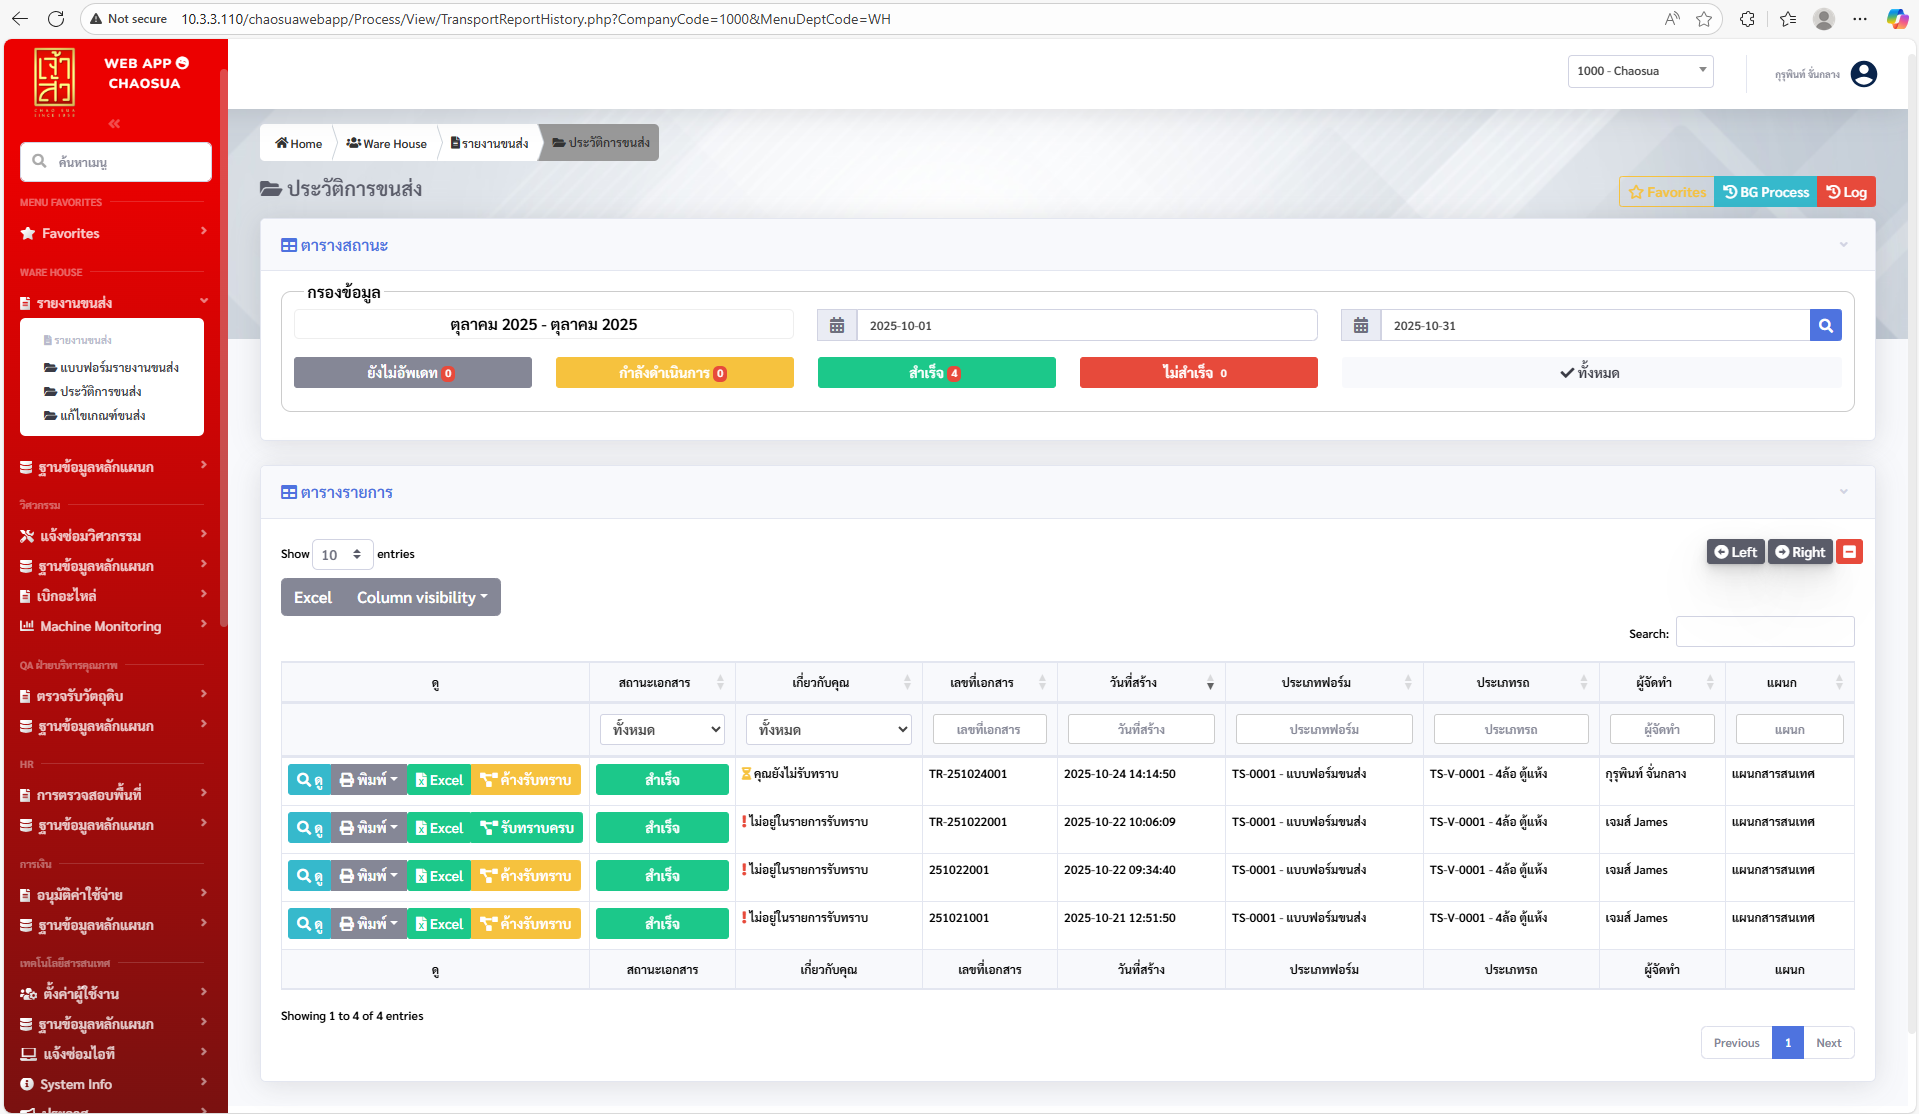 Not secure 10.3.3.110/chaosuawebapp/Process/View/TransportReportHistory.php?CompanyCode=1000&MenuDeptCode=WH
เจ้าสัว
CHAO SUA
SINCE 1958
WEB APP
CHAOSUA
1000 - Chaosua
กุรุพินท์ จั่นกลาง
ค้นหาเมนู
MENU FAVORITES
Favorites
WARE HOUSE
รายงานขนส่ง
รายงานขนส่ง
แบบฟอร์มรายงานขนส่ง
ประวัติการขนส่ง
แก้ไขเกณฑ์ขนส่ง
ฐานข้อมูลหลักแผนก
วิศวกรรม
แจ้งซ่อมวิศวกรรม
ฐานข้อมูลหลักแผนก
เบิกอะไหล่
Machine Monitoring
QA ฝ่ายบริหารคุณภาพ
ตรวจรับวัตถุดิบ
ฐานข้อมูลหลักแผนก
HR
การตรวจสอบพื้นที่
ฐานข้อมูลหลักแผนก
การเงิน
อนุมัติค่าใช้จ่าย
ฐานข้อมูลหลักแผนก
เทคโนโลยีสารสนเทศ
ตั้งค่าผู้ใช้งาน
ฐานข้อมูลหลักแผนก
แจ้งซ่อมไอที
System Info
Home Ware House รายงานขนส่ง ประวัติการขนส่ง
ประวัติการขนส่ง
Favorites BG Process Log
ตารางสถานะ
กรองข้อมูล
ตุลาคม 2025 - ตุลาคม 2025 2025-10-01 2025-10-31
ยังไม่อัพเดท 0 กำลังดำเนินการ 0 สำเร็จ 4 ไม่สำเร็จ 0 ทั้งหมด
ตารางรายการ
Show 10 entries
Left Right
Excel Column visibility
Search:
ดู สถานะเอกสาร เกี่ยวกับคุณ เลขที่เอกสาร วันที่สร้าง ประเภทฟอร์ม ประเภทรถ ผู้จัดทำ แผนก
ทั้งหมด ทั้งหมด เลขที่เอกสาร วันที่สร้าง ประเภทฟอร์ม ประเภทรถ ผู้จัดทำ แผนก
ดู พิมพ์ Excel ค้างรับทราบ สำเร็จ คุณยังไม่รับทราบ TR-251024001 2025-10-24 14:14:50 TS-0001 - แบบฟอร์มขนส่ง TS-V-0001 - 4ล้อ ตู้แห้ง กุรุพินท์ จั่นกลาง แผนกสารสนเทศ
ดู พิมพ์ Excel รับทราบครบ สำเร็จ ไม่อยู่ในรายการรับทราบ TR-251022001 2025-10-22 10:06:09 TS-0001 - แบบฟอร์มขนส่ง TS-V-0001 - 4ล้อ ตู้แห้ง เจมส์ James แผนกสารสนเทศ
ดู พิมพ์ Excel ค้างรับทราบ สำเร็จ ไม่อยู่ในรายการรับทราบ 251022001 2025-10-22 09:34:40 TS-0001 - แบบฟอร์มขนส่ง TS-V-0001 - 4ล้อ ตู้แห้ง เจมส์ James แผนกสารสนเทศ
ดู พิมพ์ Excel ค้างรับทราบ สำเร็จ ไม่อยู่ในรายการรับทราบ 251021001 2025-10-21 12:51:50 TS-0001 - แบบฟอร์มขนส่ง TS-V-0001 - 4ล้อ ตู้แห้ง เจมส์ James แผนกสารสนเทศ
ดู สถานะเอกสาร เกี่ยวกับคุณ เลขที่เอกสาร วันที่สร้าง ประเภทฟอร์ม ประเภทรถ ผู้จัดทำ แผนก
Showing 1 to 4 of 4 entries
Previous 1 Next